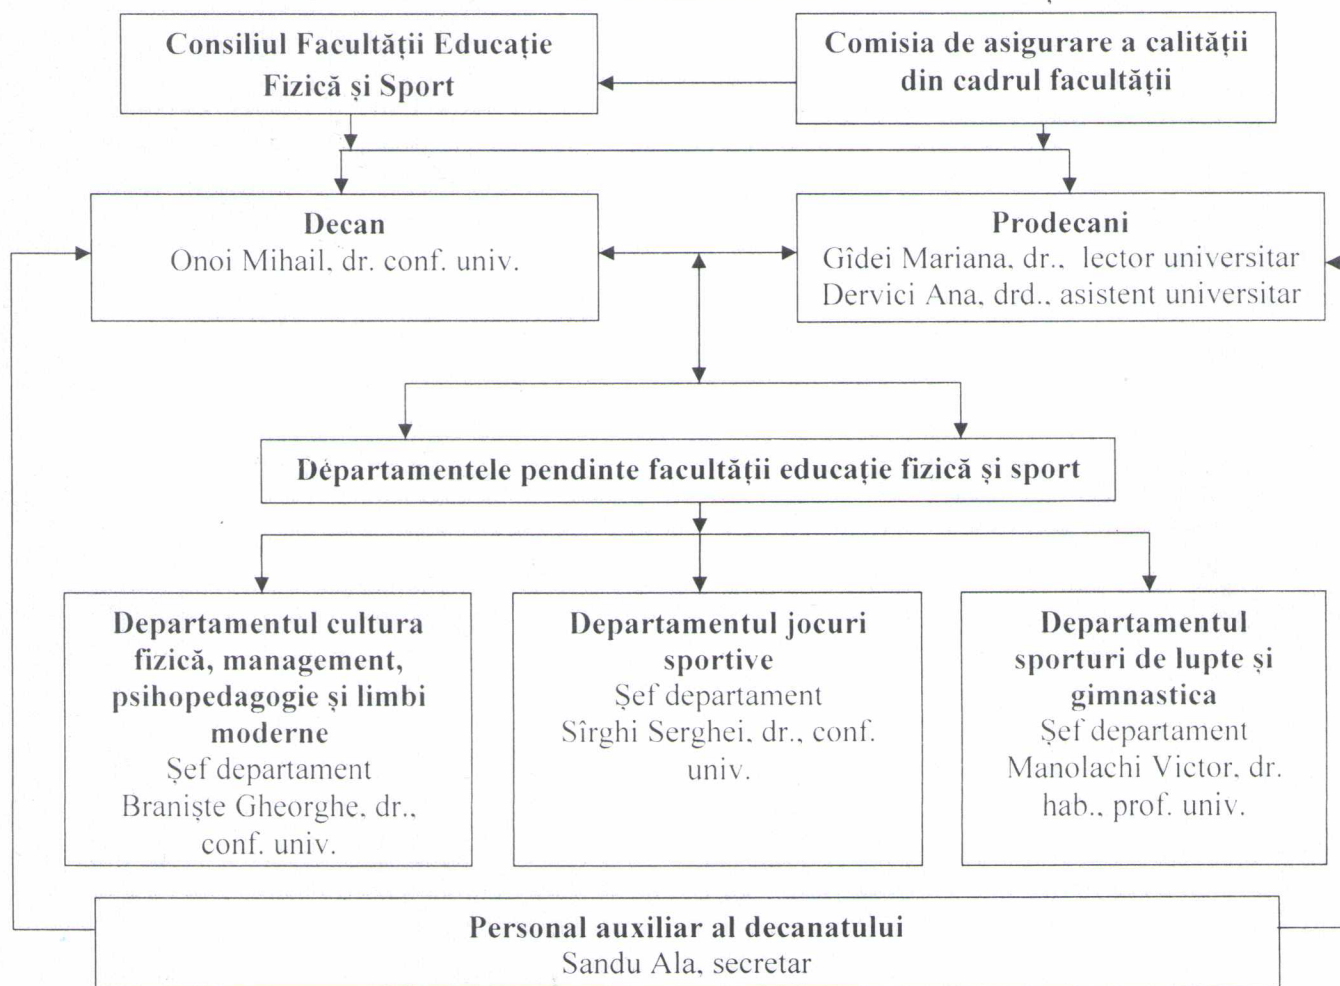 Consiliul Facultății Educație
Fizică și Sport
Comisia de asigurare a calității
din cadrul facultății
Decan
Onoi Mihail, dr. conf. univ.
Prodecani
Gîdei Mariana, dr., lector universitar
Dervici Ana, drd., asistent universitar
Departamentele pendinte facultății educație fizică și sport
Departamentul cultura
fizică, management,
psihopedagogie și limbi
moderne
Șef departament
Braniște Gheorghe, dr.,
conf. univ.
Departamentul jocuri
sportive
Șef departament
Sîrghi Serghei, dr., conf.
univ.
Departamentul
sporturi de lupte și
gimnastica
Șef departament
Manolachi Victor, dr.
hab., prof. univ.
Personal auxiliar al decanatului
Sandu Ala, secretar